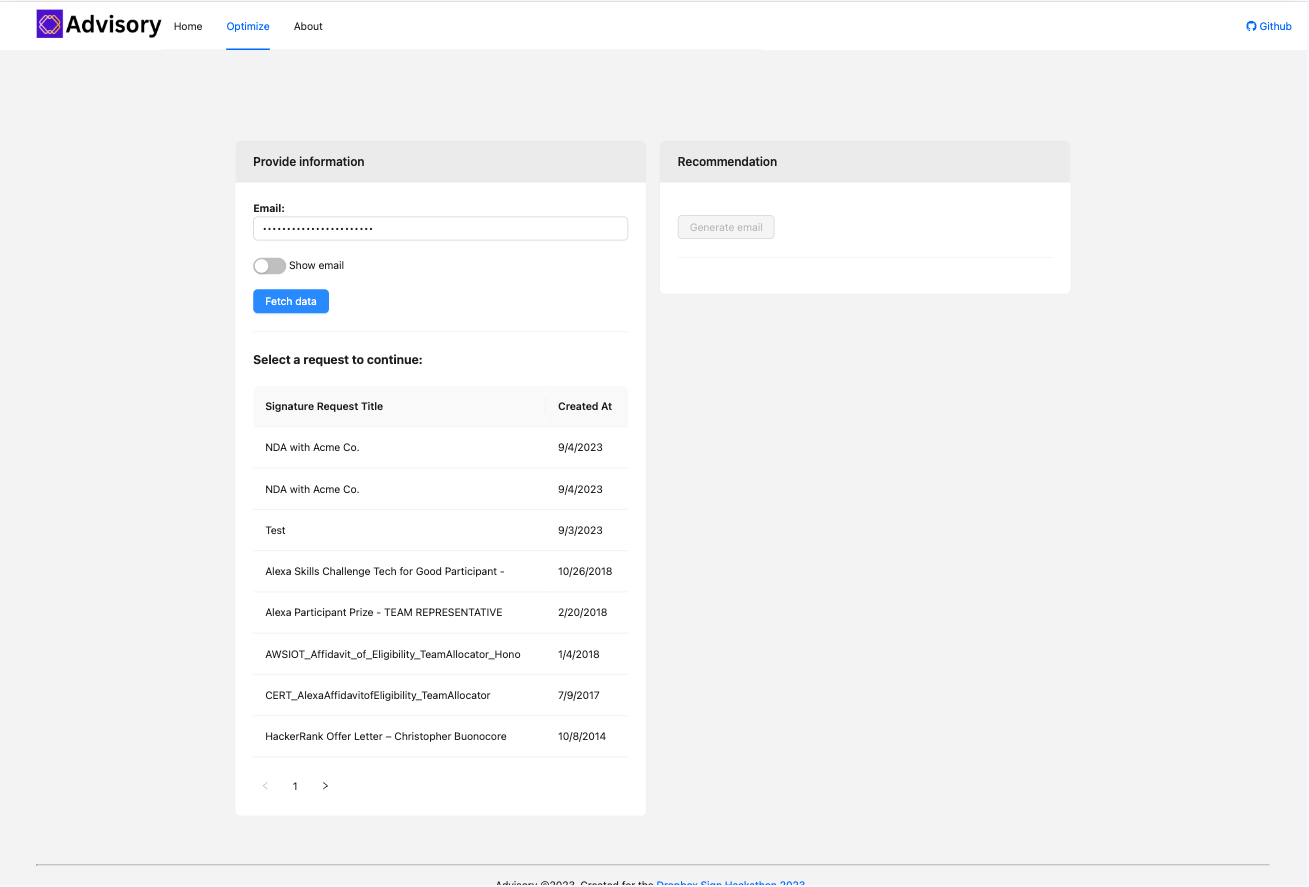 Advisory Home Optimize About Github
Provide information
Email:
•••••••••••••••••••••••
Show email
Fetch data
Select a request to continue:
Signature Request Title Created At
NDA with Acme Co. 9/4/2023
NDA with Acme Co. 9/4/2023
Test 9/3/2023
Alexa Skills Challenge Tech for Good Participant - 10/26/2018
Alexa Participant Prize - TEAM REPRESENTATIVE 2/20/2018
AWSIOT_Affidavit_of_Eligibility_TeamAllocator_Hono 1/4/2018
CERT_AlexaAffidavitofEligibility_TeamAllocator 7/9/2017
HackerRank Offer Letter – Christopher Buonocore 10/8/2014
< 1 >
Recommendation
Generate email
Advisory ©2023. Created for the Dropbox Sign Hackathon 2023